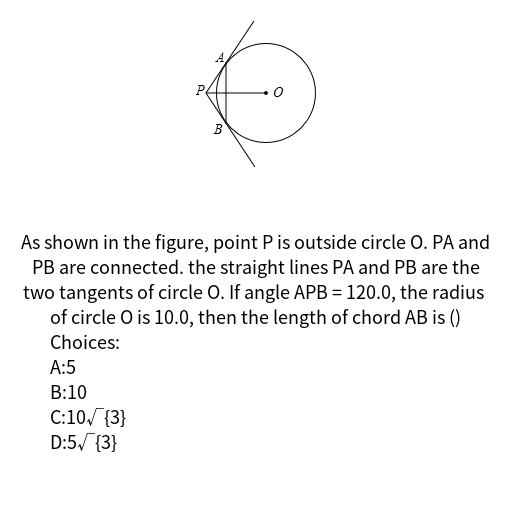 A
P
O
B
As shown in the figure, point P is outside circle O. PA and
PB are connected. the straight lines PA and PB are the
two tangents of circle O. If angle APB = 120.0, the radius
of circle O is 10.0, then the length of chord AB is ()
Choices:
A:5
B:10
C:10√{3}
D:5√{3}